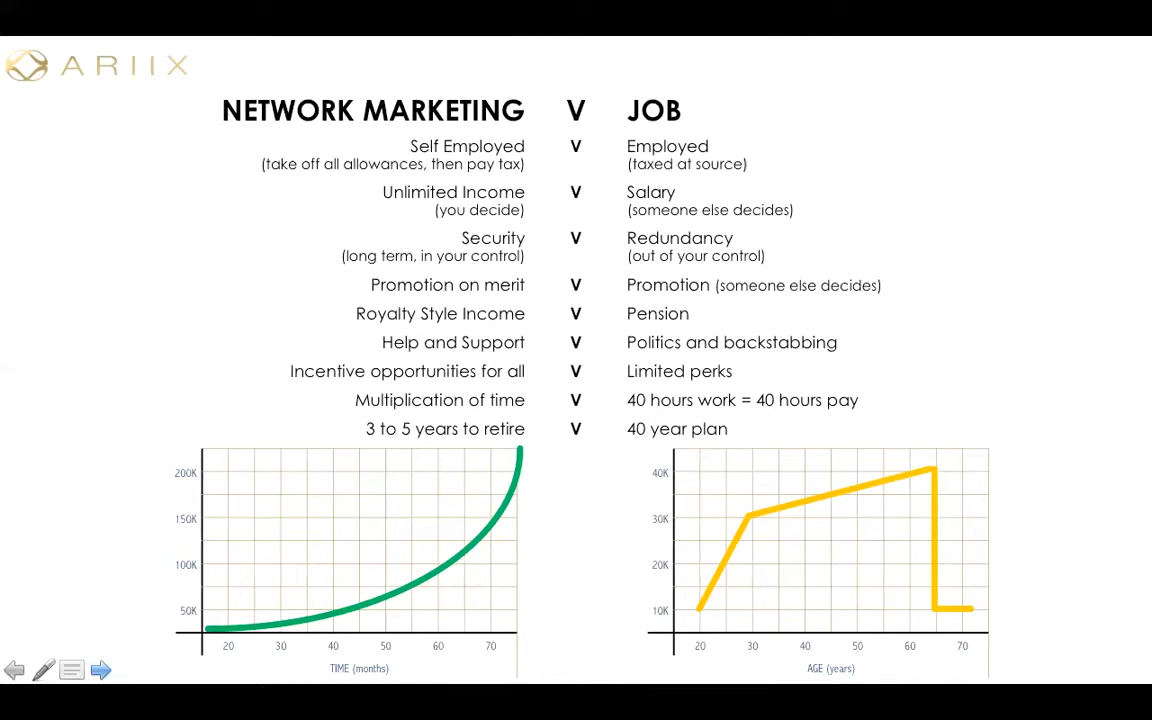 ARIIX
NETWORK MARKETING V JOB
Self Employed V Employed
(take off all allowances, then pay tax) (taxed at source)
Unlimited Income V Salary
(you decide) (someone else decides)
Security V Redundancy
(long term, in your control) (out of your control)
Promotion on merit V Promotion (someone else decides)
Royalty Style Income V Pension
Help and Support V Politics and backstabbing
Incentive opportunities for all V Limited perks
Multiplication of time V 40 hours work = 40 hours pay
3 to 5 years to retire V 40 year plan
200K
150K
100K
50K
20 30 40 50 60 70
TIME (months)
40K
30K
20K
10K
20 30 40 50 60 70
AGE (years)